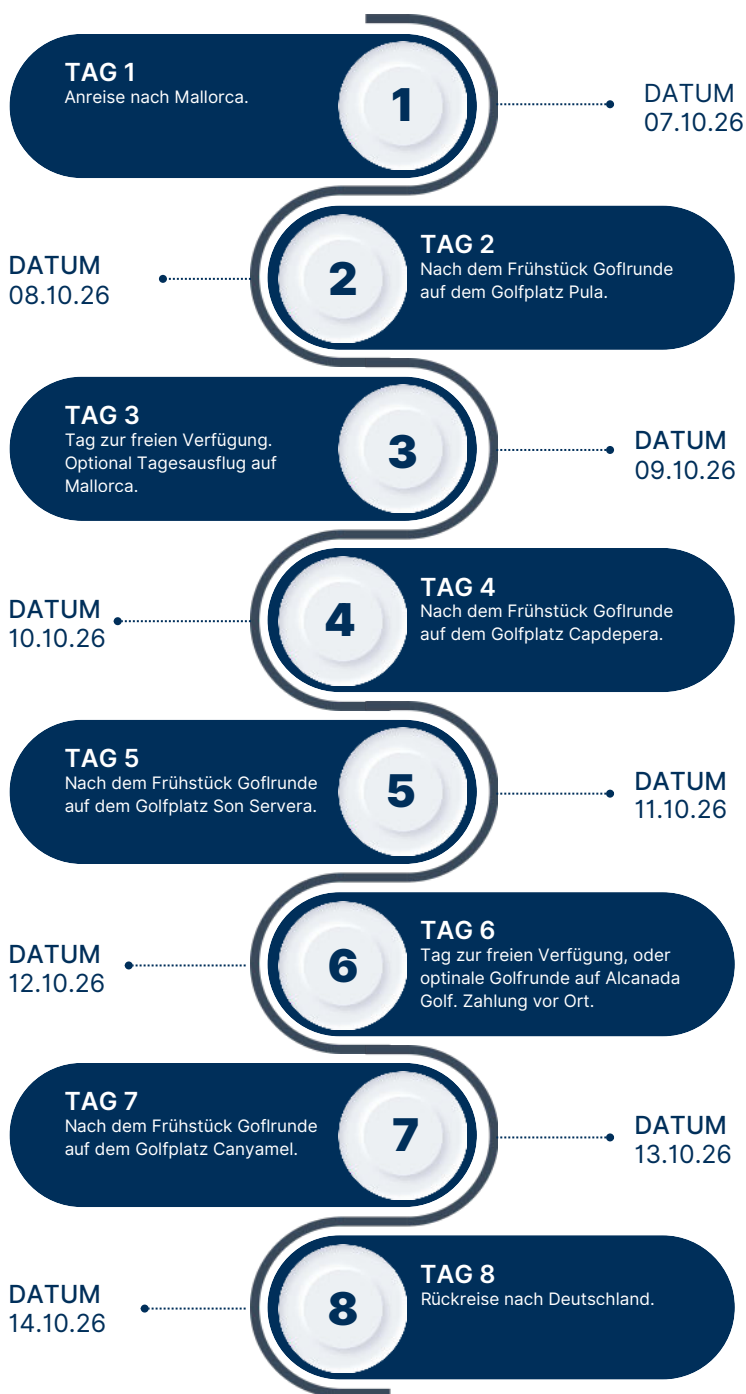 TAG 1
Anreise nach Mallorca.
1
DATUM
07.10.26
DATUM
08.10.26
2
TAG 2
Nach dem Frühstück Goflrunde
auf dem Golfplatz Pula.
TAG 3
Tag zur freien Verfügung.
Optional Tagesausflug auf
Mallorca.
3
DATUM
09.10.26
DATUM
10.10.26
4
TAG 4
Nach dem Frühstück Goflrunde
auf dem Golfplatz Capdepera.
TAG 5
Nach dem Frühstück Goflrunde
auf dem Golfplatz Son Servera.
5
DATUM
11.10.26
DATUM
12.10.26
6
TAG 6
Tag zur freien Verfügung, oder
optinale Golfrunde auf Alcanada
Golf. Zahlung vor Ort.
TAG 7
Nach dem Frühstück Goflrunde
auf dem Golfplatz Canyamel.
7
DATUM
13.10.26
DATUM
14.10.26
8
TAG 8
Rückreise nach Deutschland.